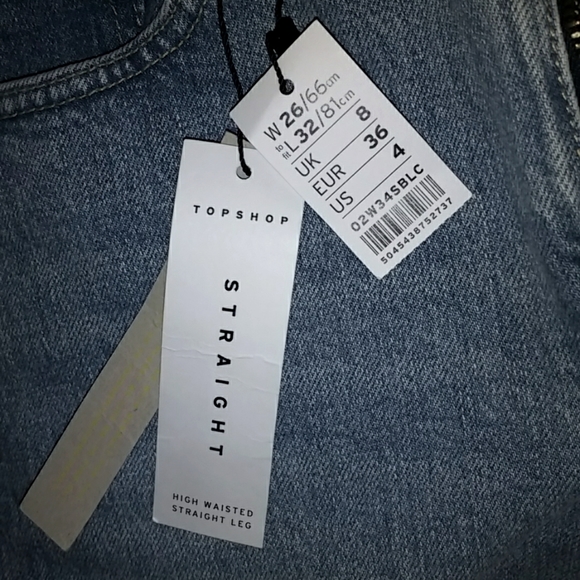 W 26/66cm
to fit L 32/81cm
UK 8
EUR 36
US 4
02W34SBLC
5045438752737
TOPSHOP
STRAIGHT
HIGH WAISTED
STRAIGHT LEG